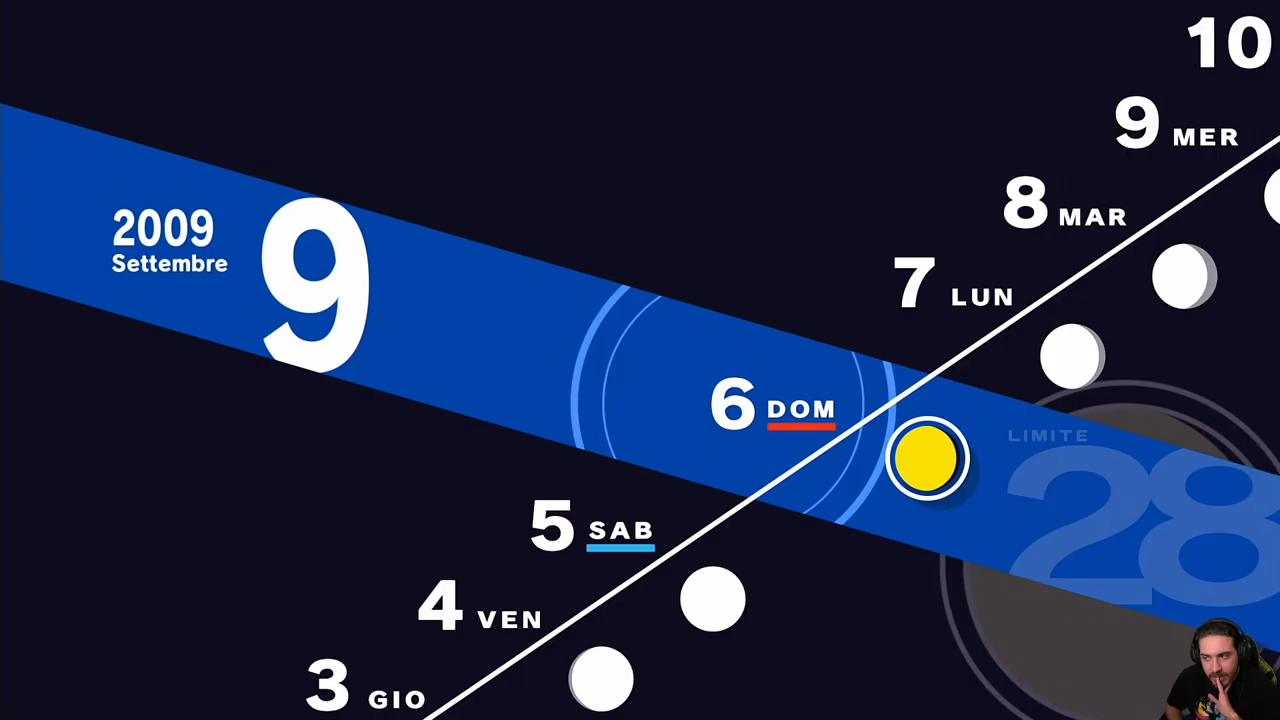 10
9 MER
8 MAR
7 LUN
2009
Settembre
9
6 DOM
LIMITE
28
5 SAB
4 VEN
3 GIO